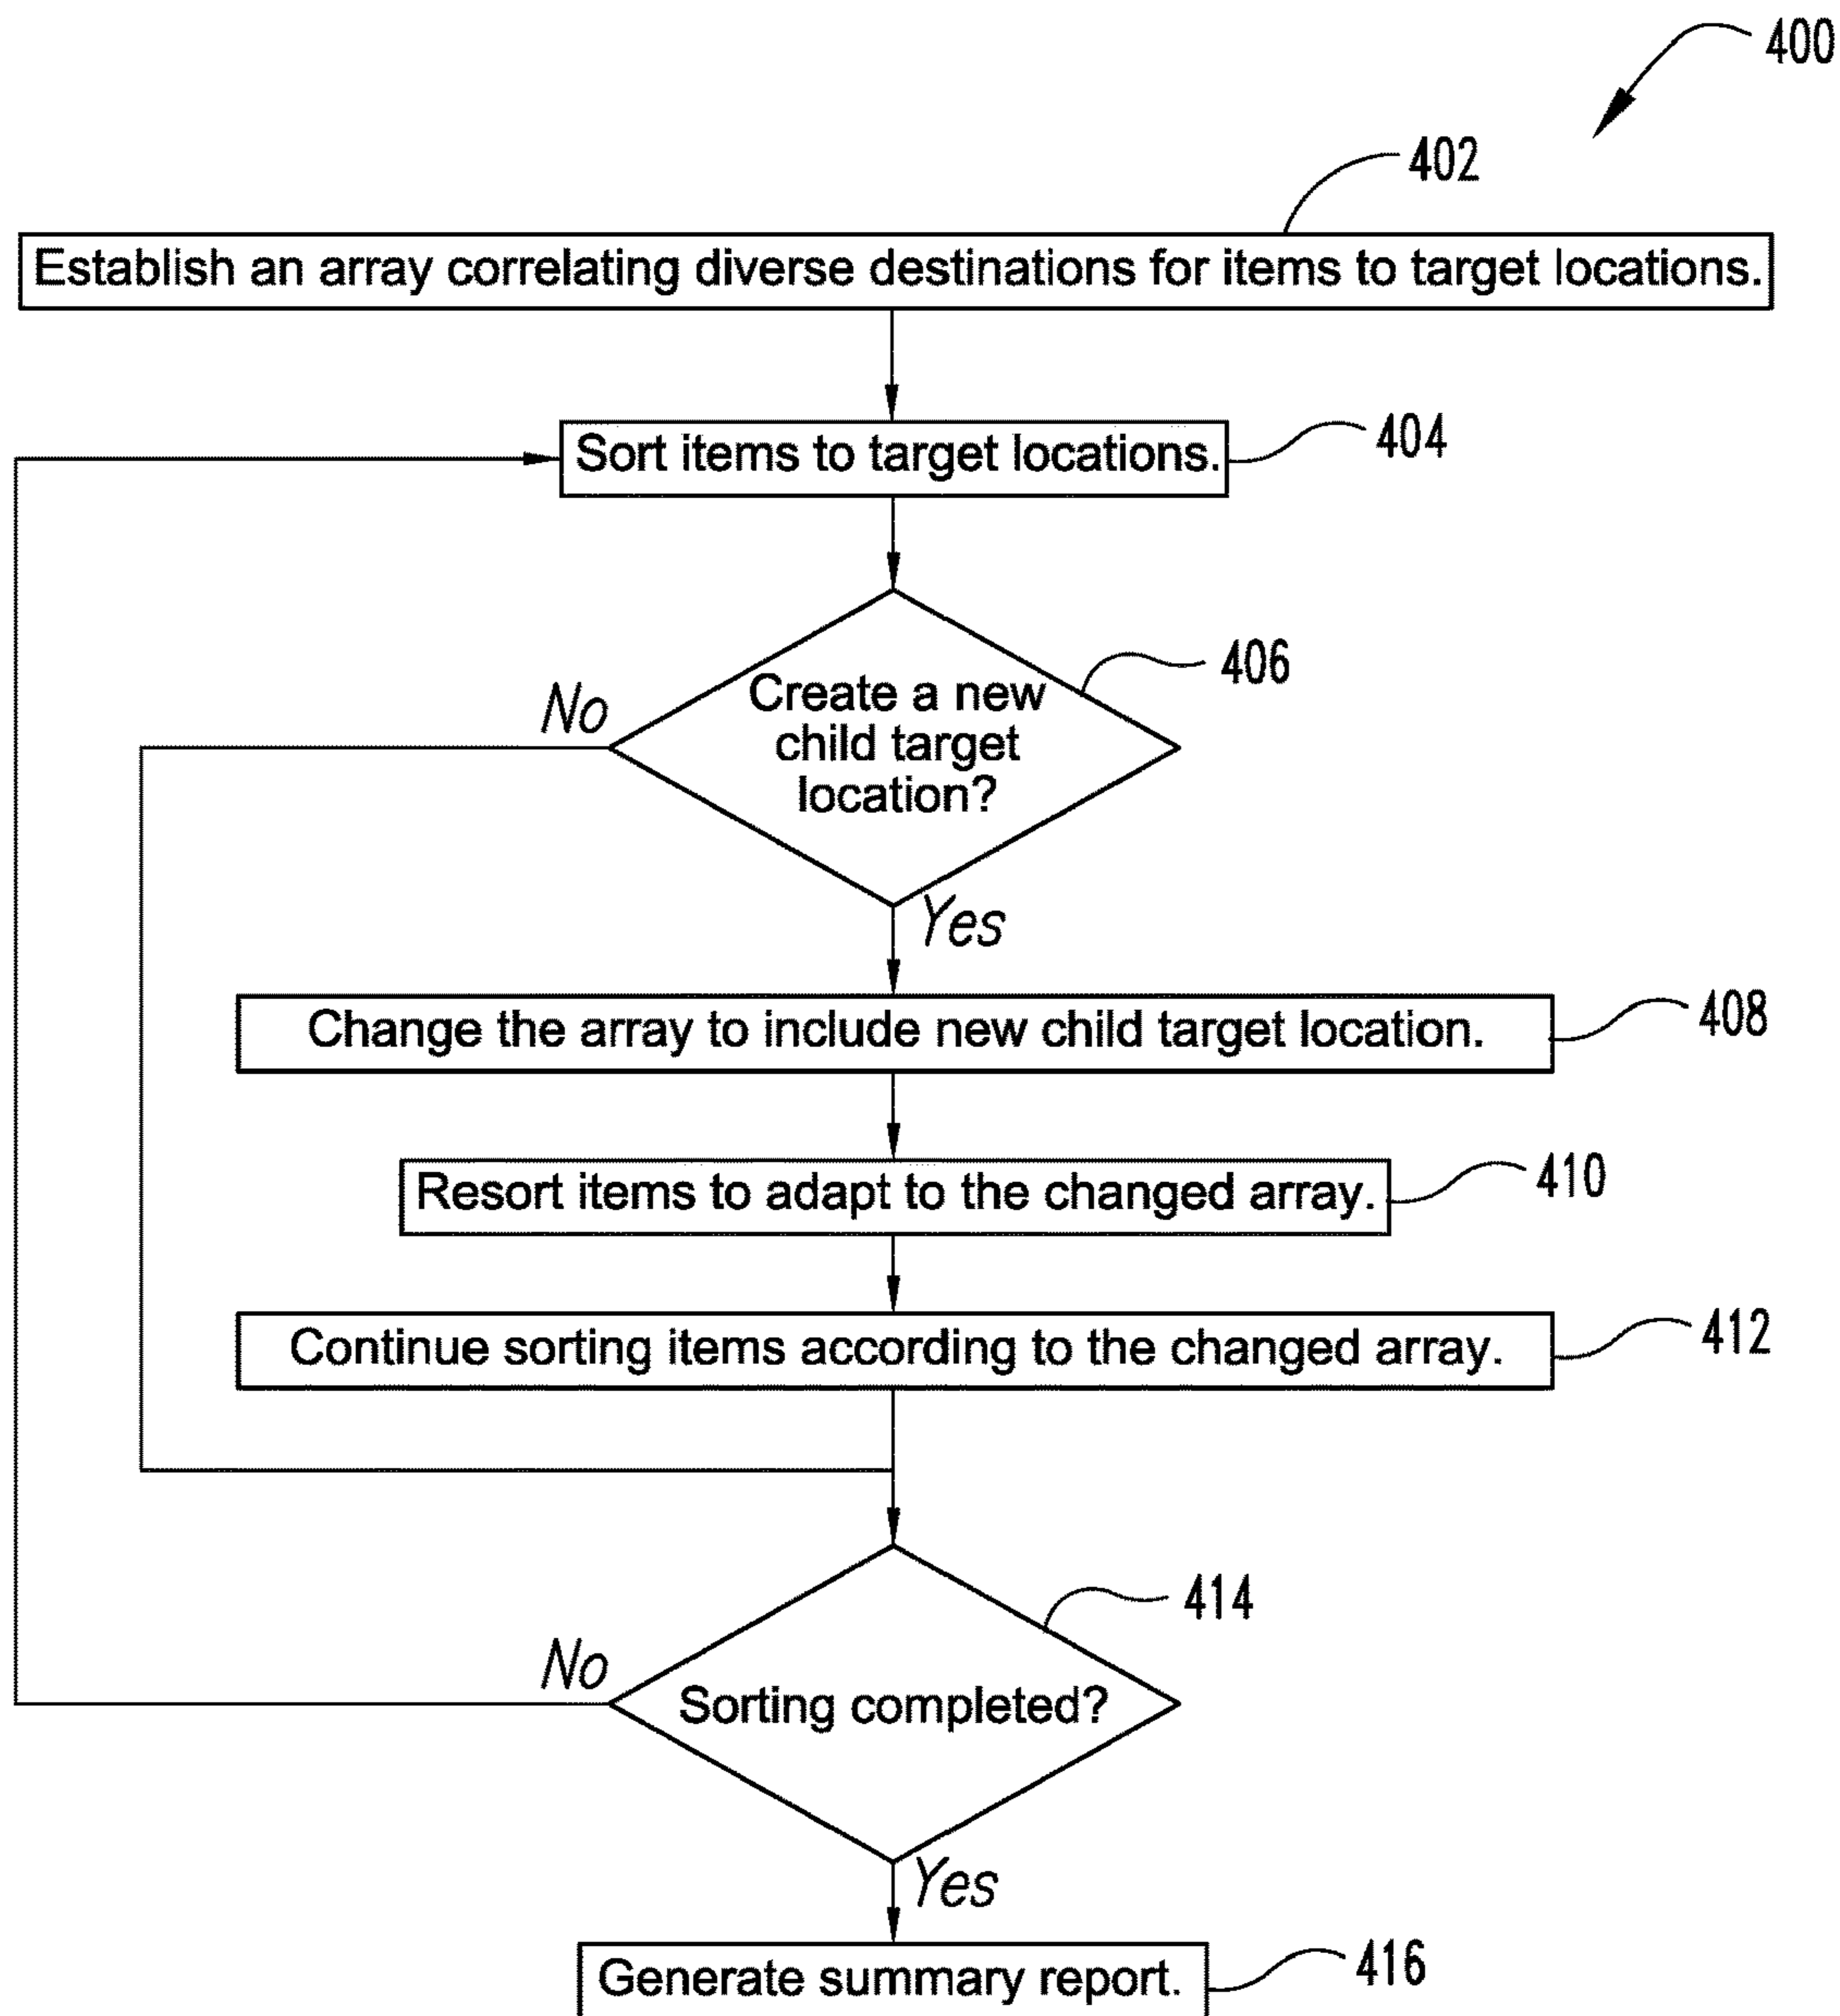 400
402
Establish an array correlating diverse destinations for items to target locations.
Sort items to target locations.
404
406
No
Create a new
child target
location?
Yes
Change the array to include new child target location.
408
Resort items to adapt to the changed array.
410
Continue sorting items according to the changed array.
412
414
No
Sorting completed?
Yes
Generate summary report.
416